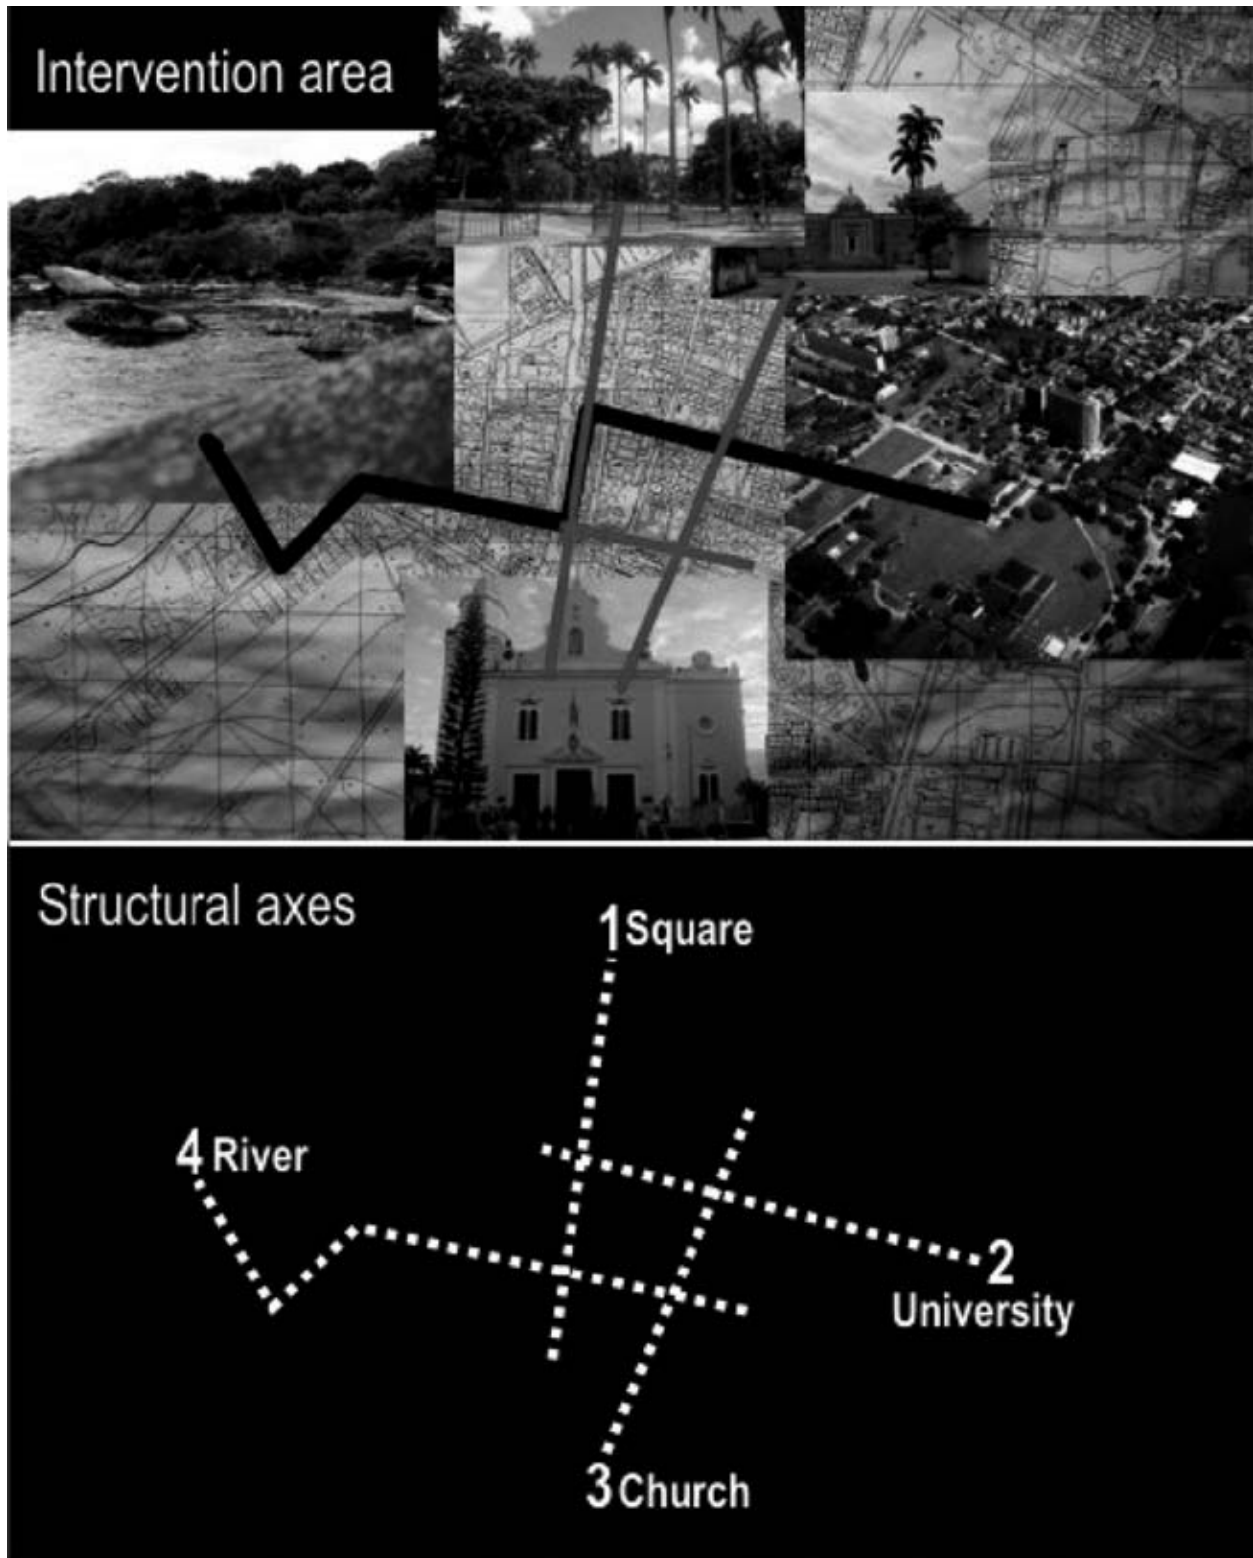 Intervention area
Structural axes
1 Square
4 River
2
University
3 Church